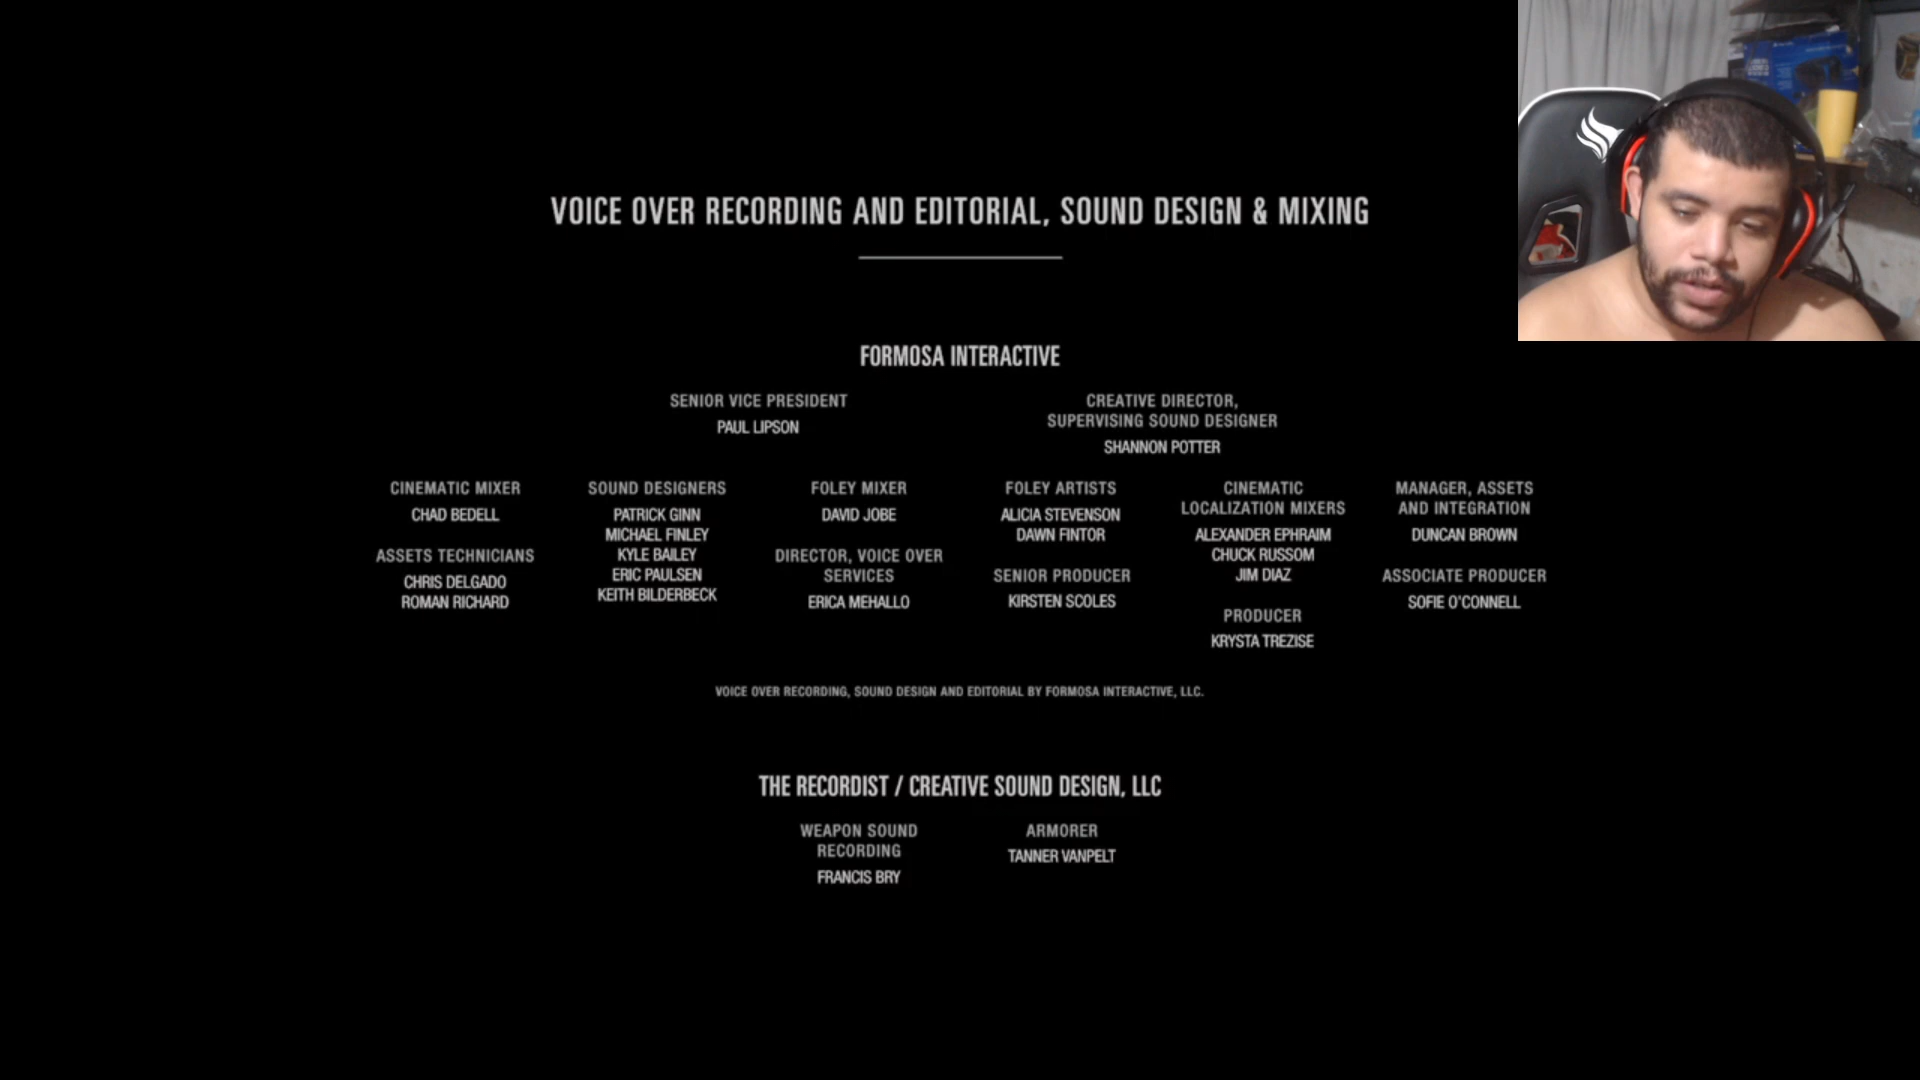 VOICE OVER RECORDING AND EDITORIAL, SOUND DESIGN & MIXING
FORMOSA INTERACTIVE
SENIOR VICE PRESIDENT
PAUL LIPSON
CREATIVE DIRECTOR,
SUPERVISING SOUND DESIGNER
SHANNON POTTER
CINEMATIC MIXER
CHAD BEDELL
ASSETS TECHNICIANS
CHRIS DELGADO
ROMAN RICHARD
SOUND DESIGNERS
PATRICK GINN
MICHAEL FINLEY
KYLE BAILEY
ERIC PAULSEN
KEITH BILDERBECK
FOLEY MIXER
DAVID JOBE
DIRECTOR, VOICE OVER
SERVICES
ERICA MEHALLO
FOLEY ARTISTS
ALICIA STEVENSON
DAWN FINTOR
SENIOR PRODUCER
KIRSTEN SCOLES
CINEMATIC
LOCALIZATION MIXERS
ALEXANDER EPHRAIM
CHUCK RUSSOM
JIM DIAZ
PRODUCER
KRYSTA TREZISE
MANAGER, ASSETS
AND INTEGRATION
DUNCAN BROWN
ASSOCIATE PRODUCER
SOFIE O'CONNELL
VOICE OVER RECORDING, SOUND DESIGN AND EDITORIAL BY FORMOSA INTERACTIVE, LLC.
THE RECORDIST / CREATIVE SOUND DESIGN, LLC
WEAPON SOUND
RECORDING
FRANCIS BRY
ARMORER
TANNER VANPELT